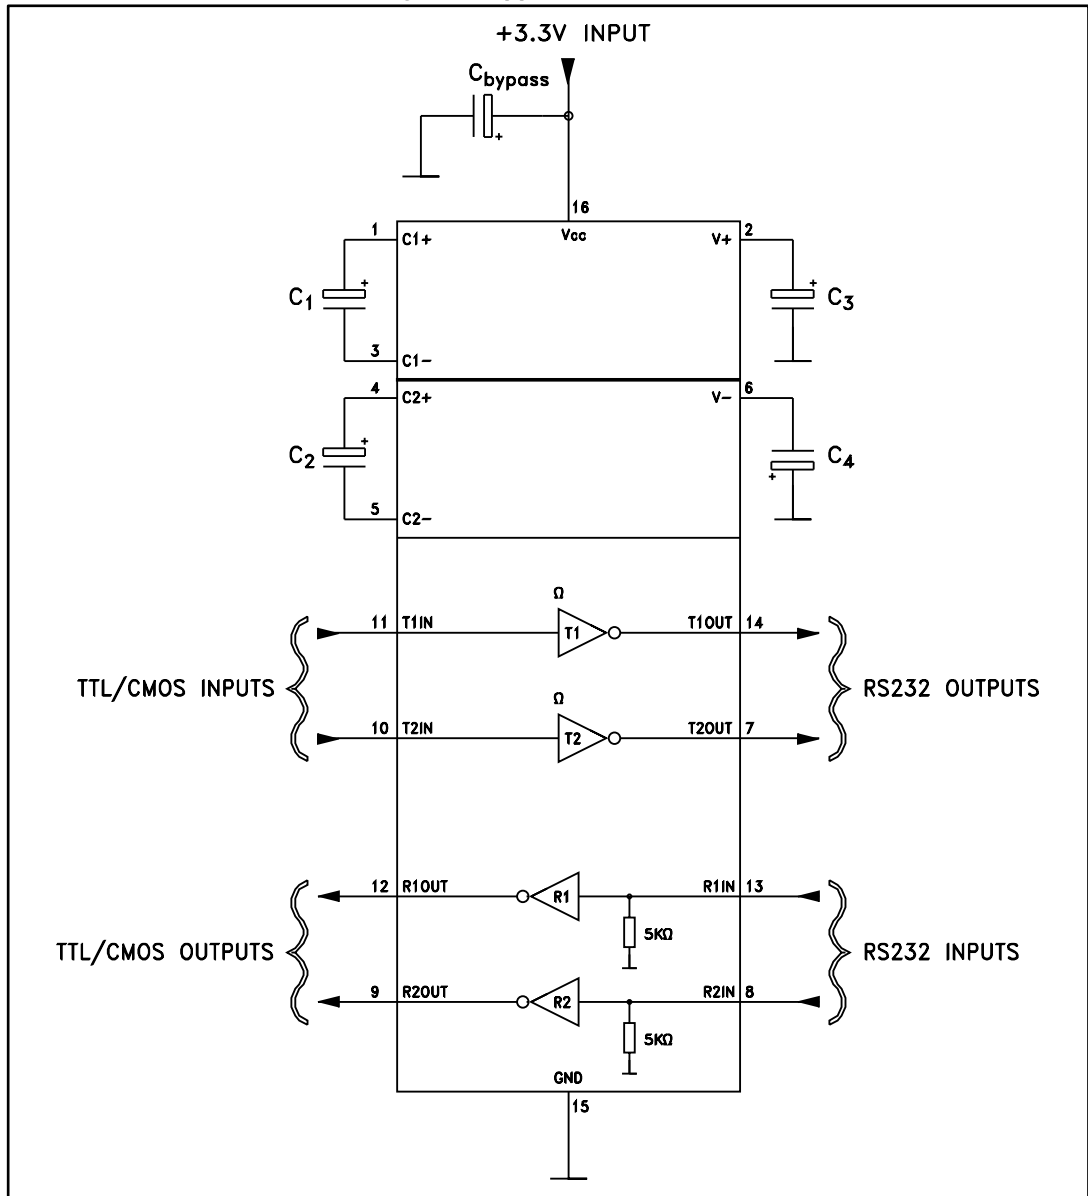 +3.3V INPUT
Cbypass
+
16
Vcc
1
C1+
V+
2
+
C1
+
C3
3
C1-
4
C2+
V-
6
+
C2
C4
+
5
C2-
Ω
11
T1IN
T1
T1OUT
14
TTL/CMOS INPUTS
RS232 OUTPUTS
Ω
10
T2IN
T2
T2OUT
7
12
R1OUT
R1
R1IN
13
5KΩ
TTL/CMOS OUTPUTS
RS232 INPUTS
9
R2OUT
R2
R2IN
8
5KΩ
GND
15